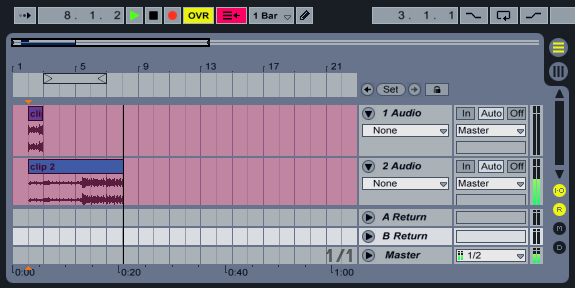 8. 1. 2 OVR 1 Bar 3. 1. 1
1 5 9 13 17 21
Set
cli 1 Audio In Auto Off
None Master
clip 2 2 Audio In Auto Off
None Master
I·O
A Return R
B Return M
1/1 Master 1/2 D
0:00 0:20 0:40 1:00